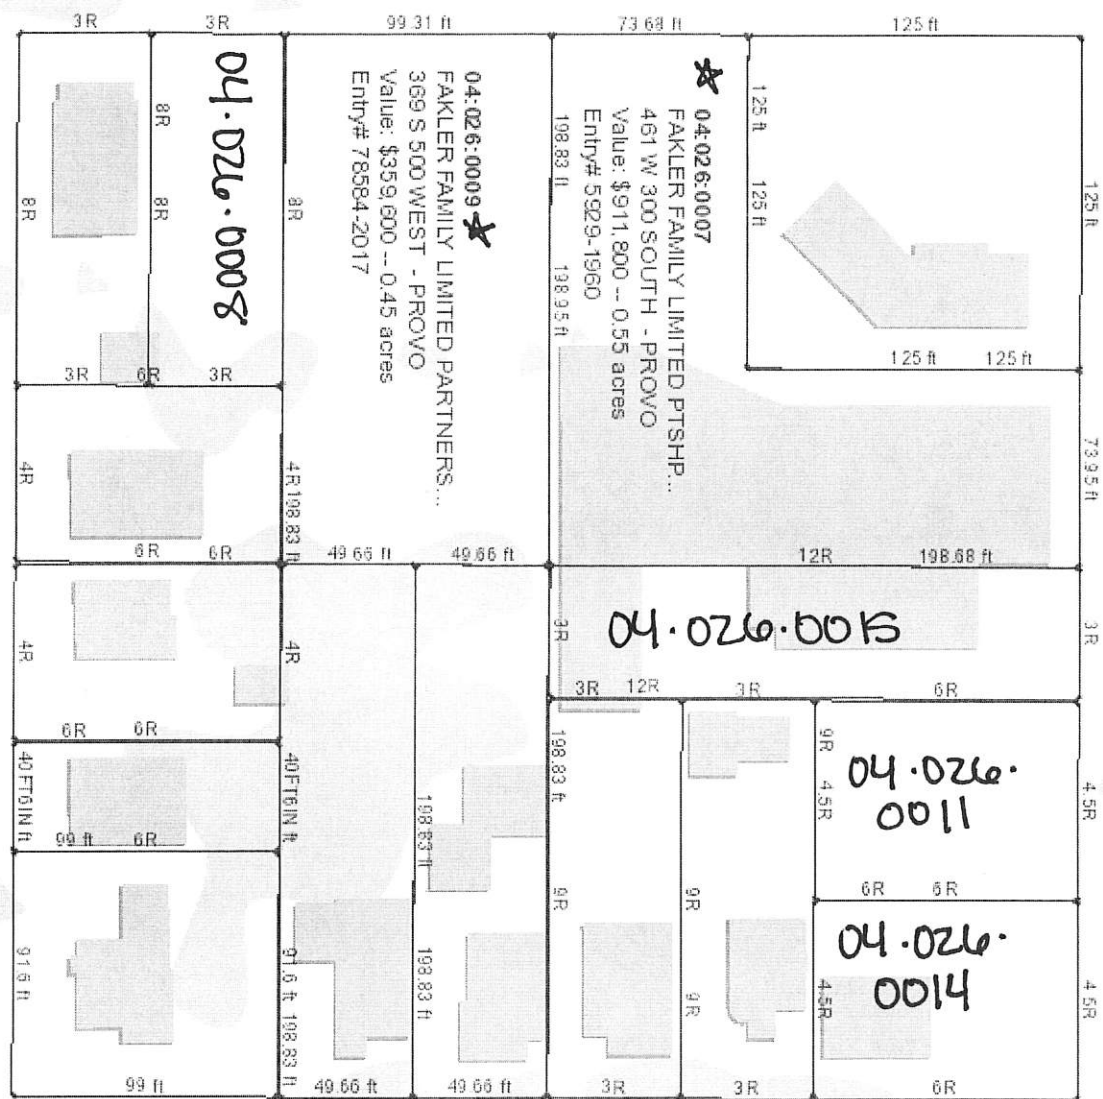 3R
3R
99.31 ft
73.68 ft
125 ft
04.026.0008
8R
8R
8R
8R
8R
04:026:0009
FAKLER FAMILY LIMITED PARTNERS...
369 S 500 WEST - PROVO
Value: $359,600 -- 0.45 acres
Entry# 78584-2017
04:026:0007
FAKLER FAMILY LIMITED PTSHP...
461 W 300 SOUTH - PROVO
Value: $911,800 -- 0.55 acres
Entry# 5929-1960
198.83 ft
198.95 ft
125 ft
125 ft
125 ft
125 ft
125 ft
73.95 ft
3R
6R
3R
4R
4R
198.83 ft
6R
6R
49.66 ft
49.66 ft
12R
198.68 ft
04.026.0015
3R
3R
4R
4R
3R
12R
3R
6R
6R
6R
198.83 ft
9R
4.5R
04.026.
0011
4.5R
40FT6IN ft
40FT6IN ft
99 ft
6R
198.83 ft
9R
9R
6R
6R
04.026.
0014
91.6 ft
91.6 ft
198.83 ft
198.83 ft
9R
4.5R
4.5R
99 ft
49.66 ft
49.66 ft
3R
3R
6R